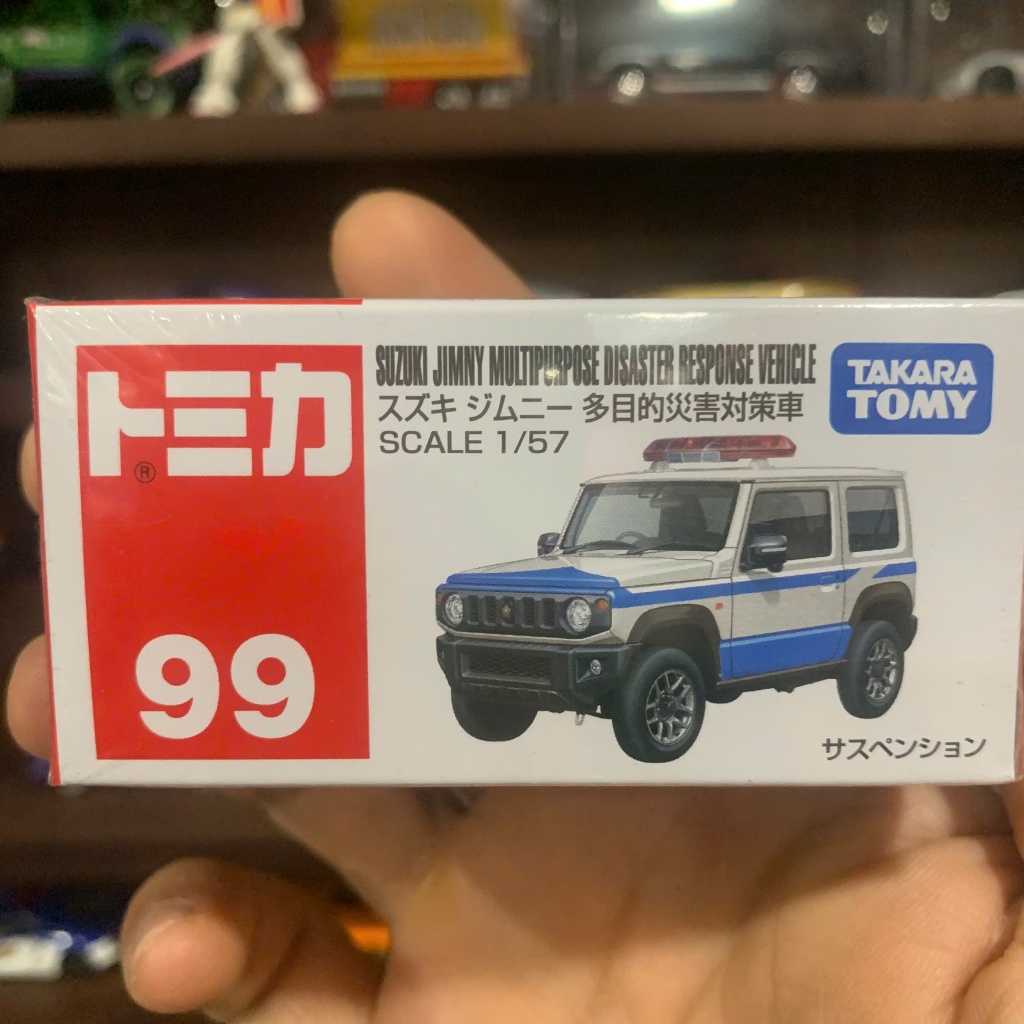 トミカ
®
99
SUZUKI JIMNY MULTIPURPOSE DISASTER RESPONSE VEHICLE
スズキ ジムニー 多目的災害対策車
SCALE 1/57
TAKARA
TOMY
サスペンション